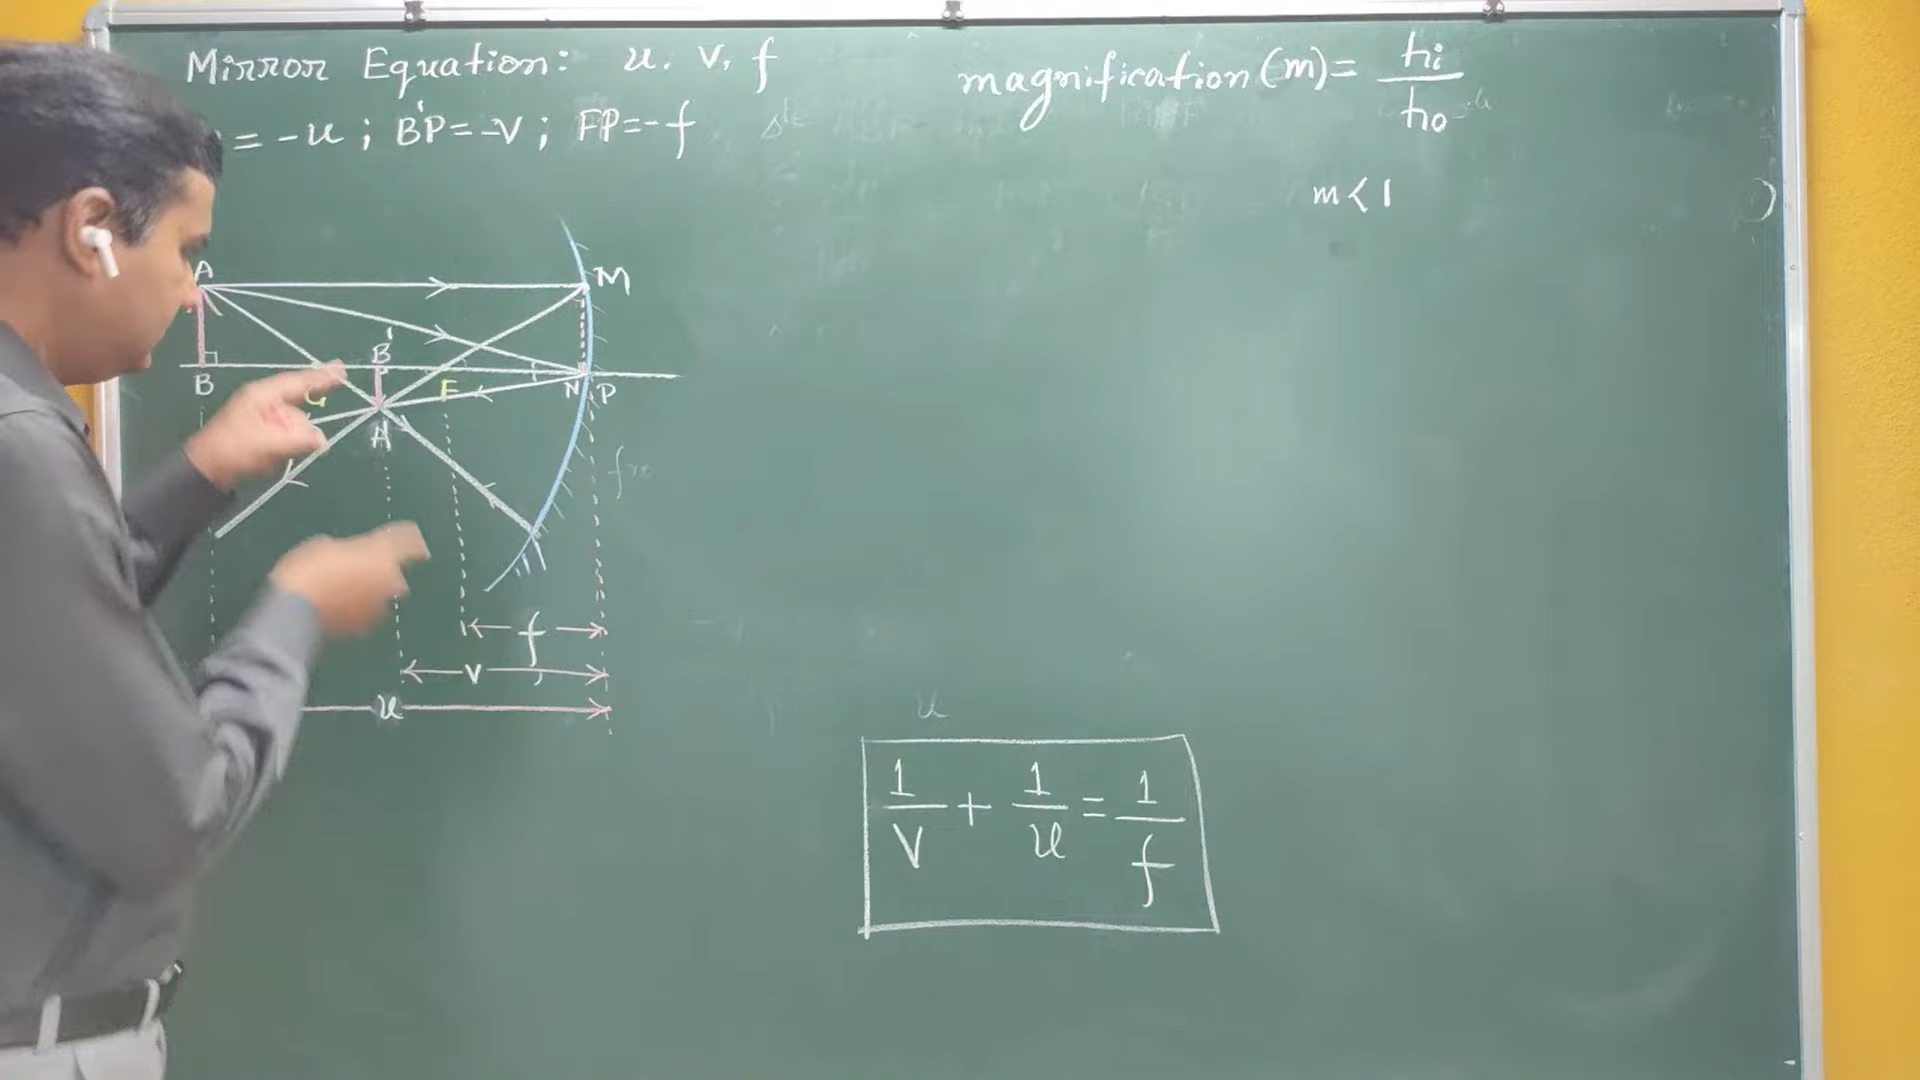 Mirror Equation: u, v, f
= -u ; B'P = -v ; FP = -f
magnification (m) = hi / ho
m < 1
A
M
B'
B
F
N
P
A'
f
v
u
1/v + 1/u = 1/f